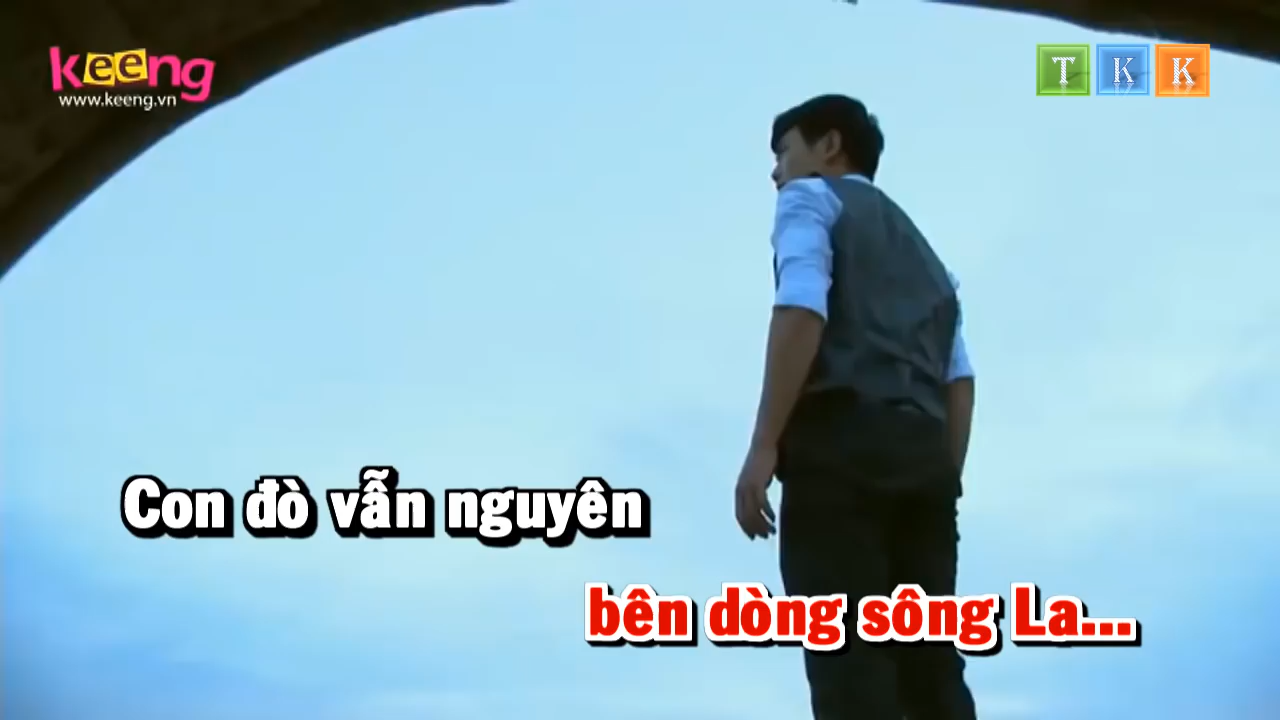 keeng
www.keeng.vn
T K K
Con đò vẫn nguyên
bên dòng sông La...